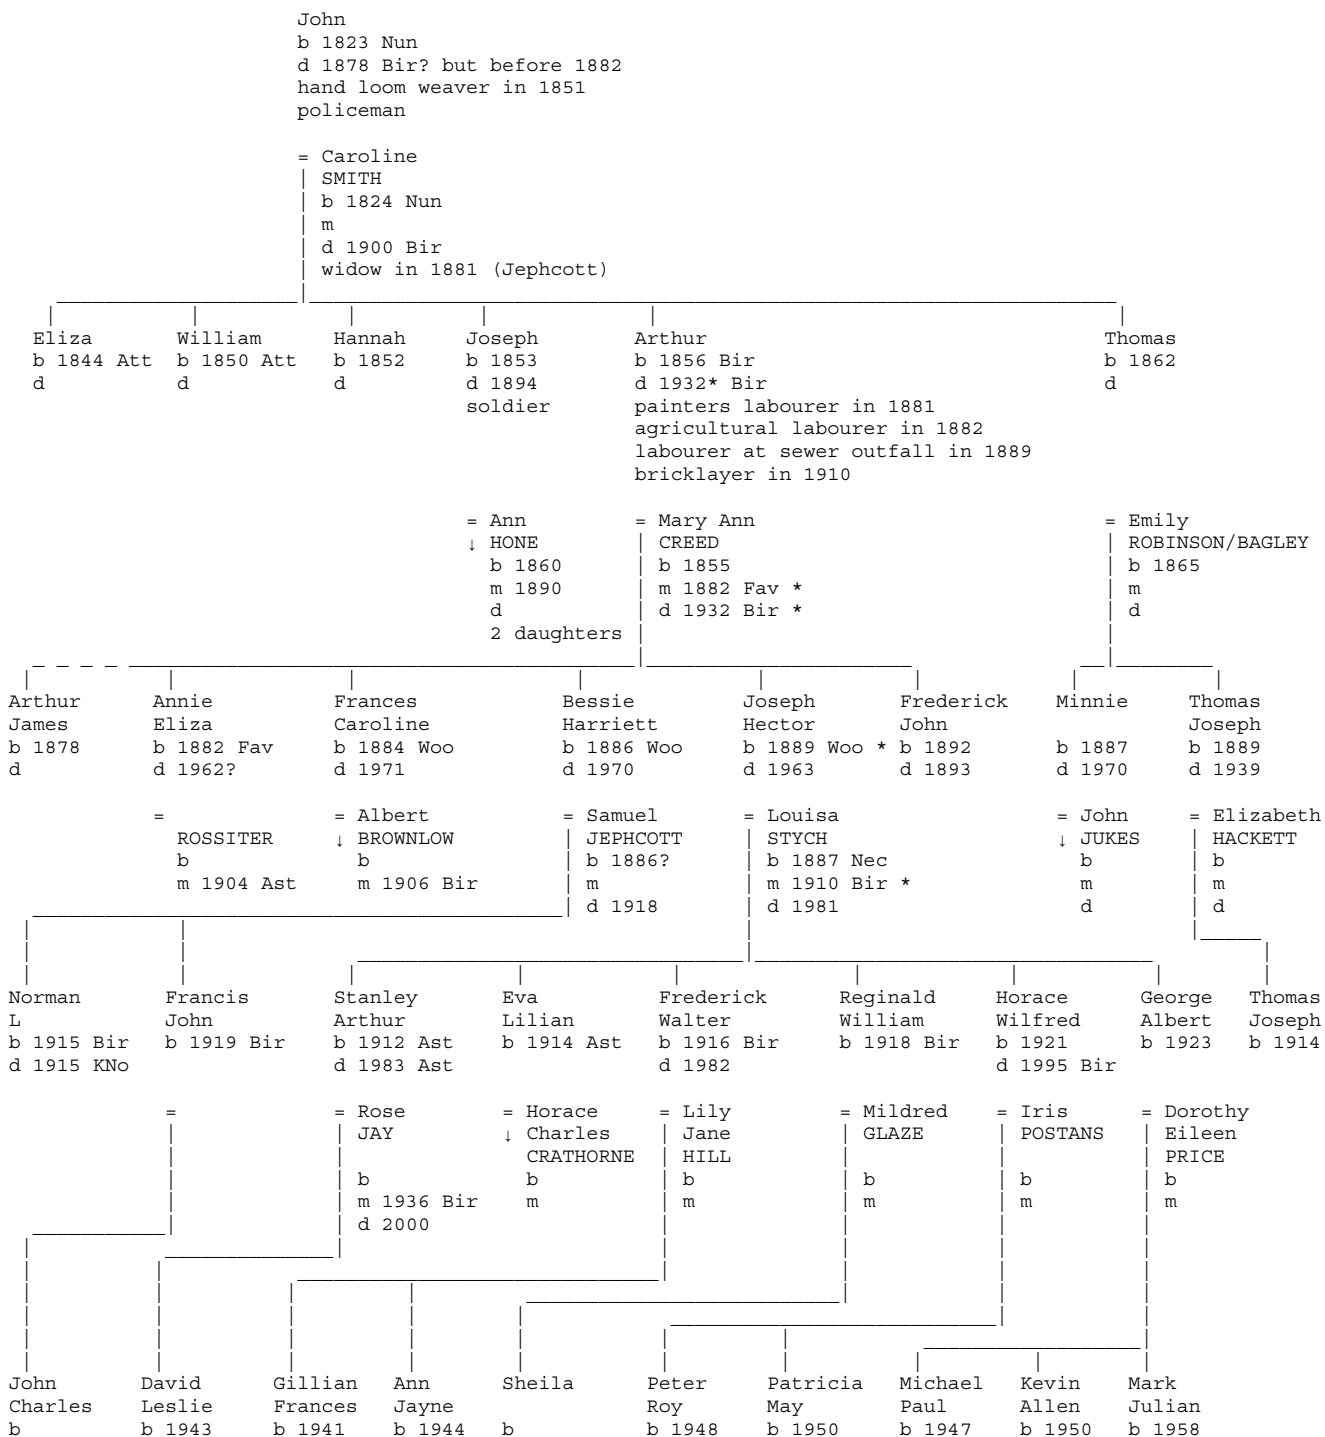 John
b 1823 Nun
d 1878 Bir? but before 1882
hand loom weaver in 1851
policeman
= Caroline
SMITH
b 1824 Nun
m
d 1900 Bir
widow in 1881 (Jephcott)
Eliza William Hannah Joseph Arthur Thomas
b 1844 Att b 1850 Att b 1852 b 1853 b 1856 Bir b 1862
d d d d 1894 d 1932* Bir d
soldier painters labourer in 1881
agricultural labourer in 1882
labourer at sewer outfall in 1889
bricklayer in 1910
= Ann = Mary Ann = Emily
↓ HONE CREED ROBINSON/BAGLEY
b 1860 b 1855 b 1865
m 1890 m 1882 Fav * m
d d 1932 Bir * d
2 daughters
Arthur Annie Frances Bessie Joseph Frederick Minnie Thomas
James Eliza Caroline Harriett Hector John Joseph
b 1878 b 1882 Fav b 1884 Woo b 1886 Woo b 1889 Woo * b 1892 b 1887 b 1889
d d 1962? d 1971 d 1970 d 1963 d 1893 d 1970 d 1939
= = Albert = Samuel = Louisa = John = Elizabeth
ROSSITER ↓ BROWNLOW JEPHCOTT STYCH ↓ JUKES HACKETT
b b b 1886? b 1887 Nec b b
m 1904 Ast m 1906 Bir m m 1910 Bir * m m
d 1918 d 1981 d d
Norman Francis Stanley Eva Frederick Reginald Horace George Thomas
L John Arthur Lilian Walter William Wilfred Albert Joseph
b 1915 Bir b 1919 Bir b 1912 Ast b 1914 Ast b 1916 Bir b 1918 Bir b 1921 b 1923 b 1914
d 1915 KNo d 1983 Ast d 1982 d 1995 Bir
= = Rose = Horace = Lily = Mildred = Iris = Dorothy
JAY ↓ Charles Jane GLAZE POSTANS Eileen
CRATHORNE HILL PRICE
b b b b b b
m 1936 Bir m m m m m
d 2000
John David Gillian Ann Sheila Peter Patricia Michael Kevin Mark
Charles Leslie Frances Jayne Roy May Paul Allen Julian
b b 1943 b 1941 b 1944 b b 1948 b 1950 b 1947 b 1950 b 1958